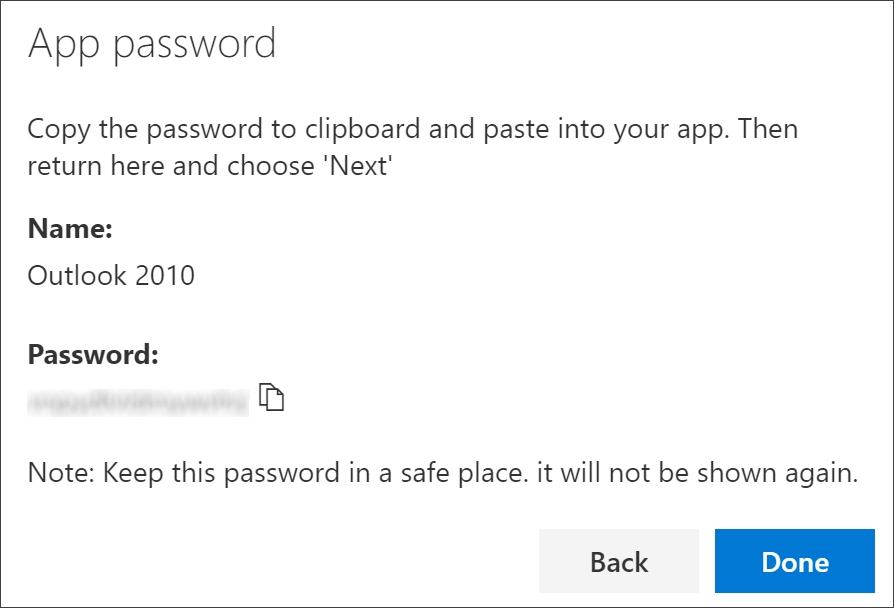 App password
Copy the password to clipboard and paste into your app. Then
return here and choose 'Next'
Name:
Outlook 2010
Password:
Note: Keep this password in a safe place. it will not be shown again.
Back
Done